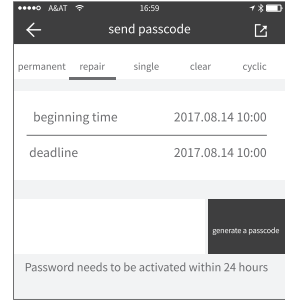 A&AT 16:59
send passcode
permanent repair single clear cyclic
beginning time 2017.08.14 10:00
deadline 2017.08.14 10:00
generate a passcode
Password needs to be activated within 24 hours